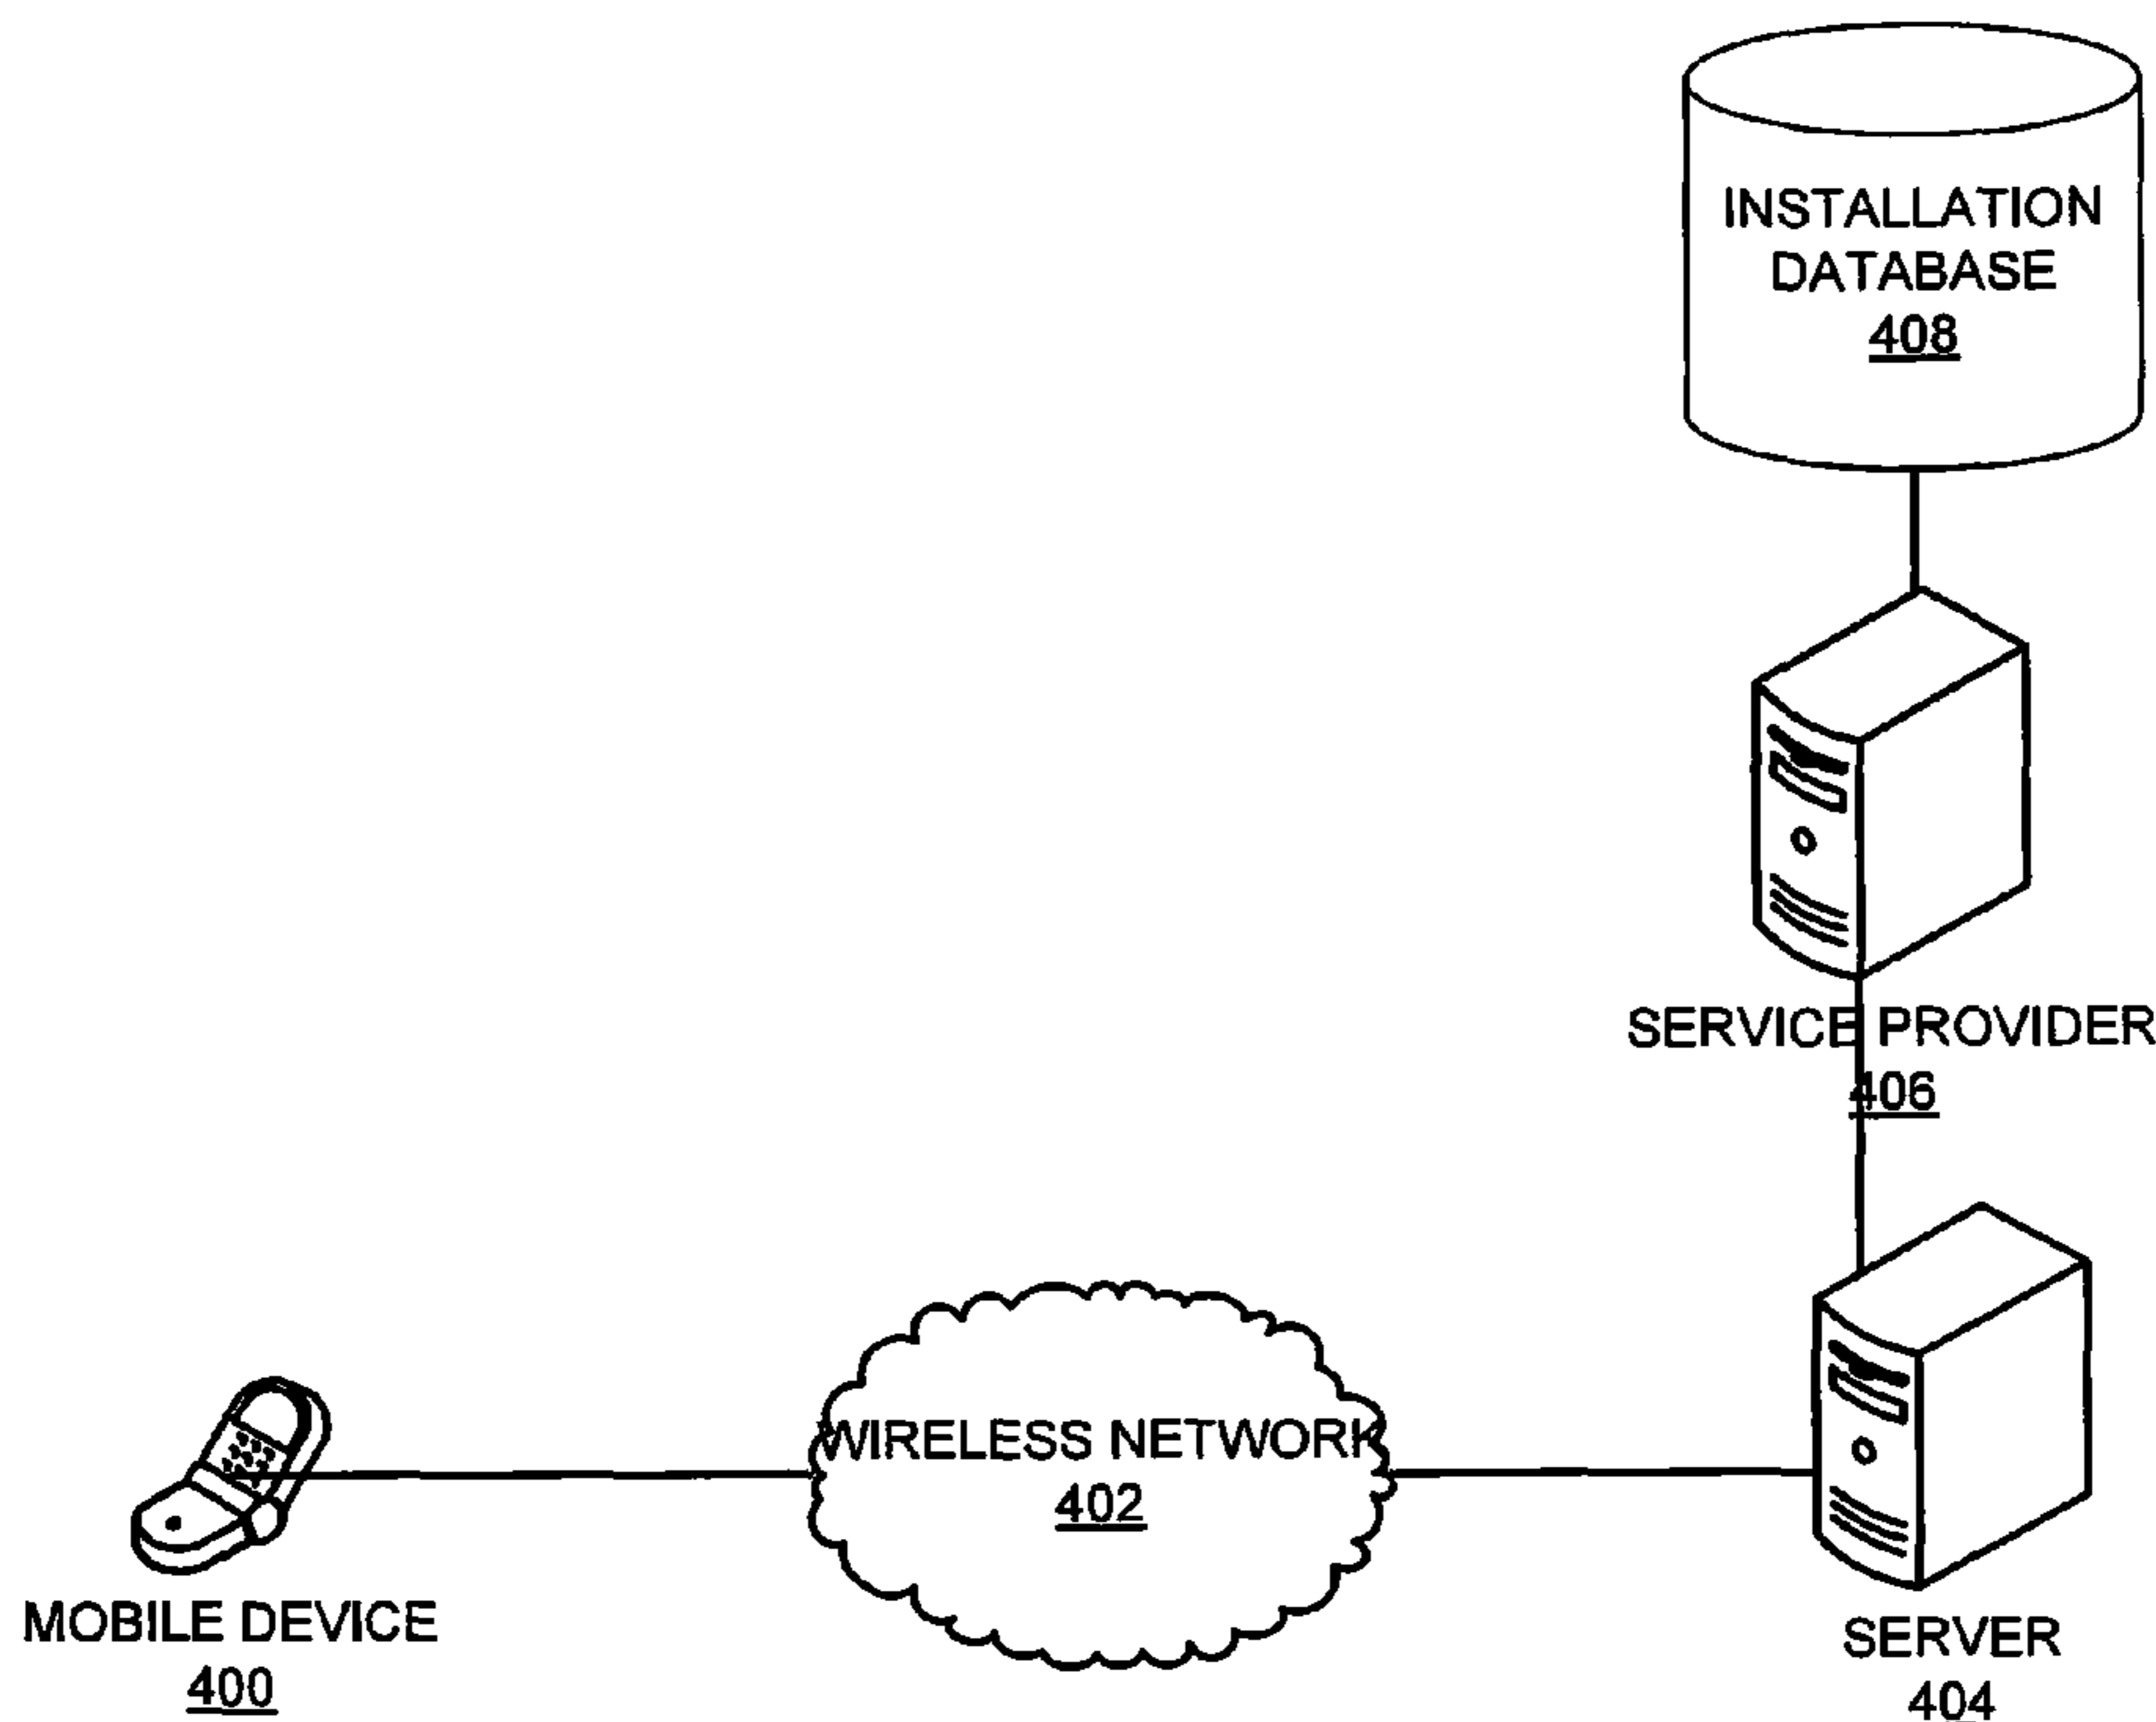 INSTALLATION
DATABASE
408
SERVICE PROVIDER
406
WIRELESS NETWORK
402
MOBILE DEVICE
400
SERVER
404